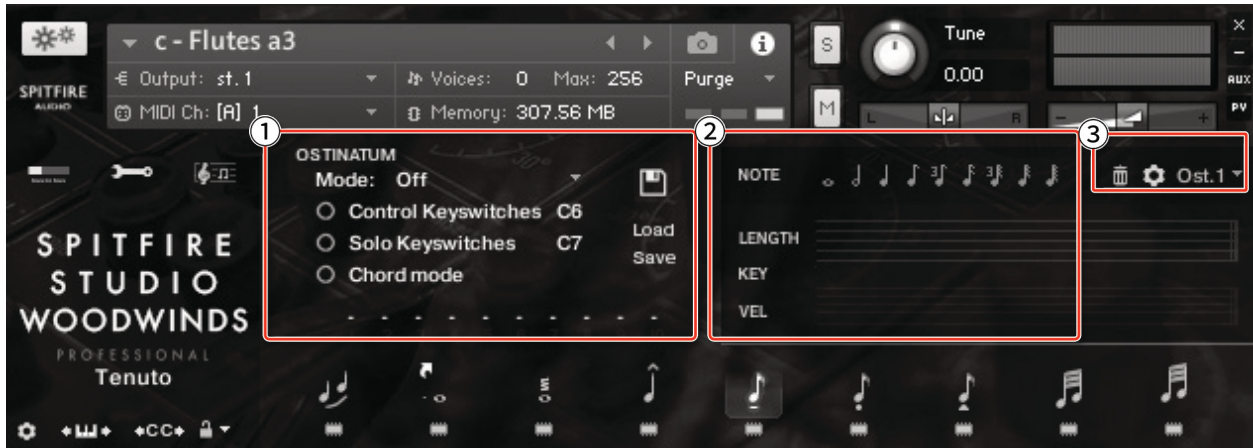 c - Flutes a3
i
S
Tune
0.00
×
–
AUX
PV
SPITFIRE
AUDIO
Output: st. 1
Voices: 0 Max: 256
Purge
MIDI Ch: [A] 1
Memory: 307.56 MB
M
L
R
–
+
1
2
3
OSTINATUM
Mode: Off
Control Keyswitches C6
Solo Keyswitches C7
Chord mode
Load
Save
NOTE
3
3
LENGTH
KEY
VEL
Ost.1
SPITFIRE
STUDIO
WOODWINDS
PROFESSIONAL
Tenuto
CC